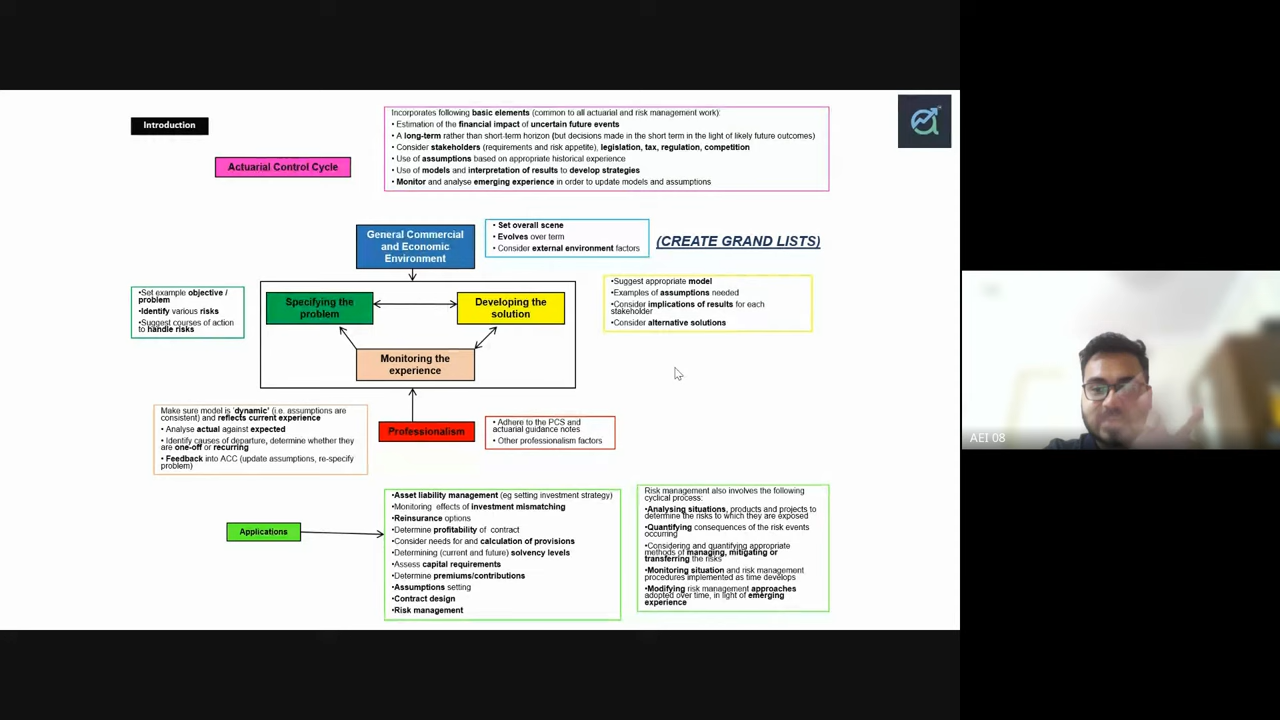 Introduction
Actuarial Control Cycle
Incorporates following basic elements (common to all actuarial and risk management work):
• Estimation of the financial impact of uncertain future events
• A long-term rather than short-term horizon (but decisions made in the short term in the light of likely future outcomes)
• Consider stakeholders (requirements and risk appetite), legislation, tax, regulation, competition
• Use of assumptions based on appropriate historical experience
• Use of models and interpretation of results to develop strategies
• Monitor and analyse emerging experience in order to update models and assumptions
General Commercial
and Economic
Environment
• Set overall scene
• Evolves over term
• Consider external environment factors
(CREATE GRAND LISTS)
•Set example objective /
problem
•Identify various risks
•Suggest courses of action
to handle risks
Specifying the
problem
Developing the
solution
Monitoring the
experience
•Suggest appropriate model
•Examples of assumptions needed
•Consider implications of results for each
stakeholder
•Consider alternative solutions
Make sure model is 'dynamic' (i.e. assumptions are
consistent) and reflects current experience
• Analyse actual against expected
• Identify causes of departure, determine whether they
are one-off or recurring
• Feedback into ACC (update assumptions, re-specify
problem)
Professionalism
• Adhere to the PCS and
actuarial guidance notes
• Other professionalism factors
Applications
•Asset liability management (eg setting investment strategy)
•Monitoring effects of investment mismatching
•Reinsurance options
•Determine profitability of contract
•Consider needs for and calculation of provisions
•Determining (current and future) solvency levels
•Assess capital requirements
•Determine premiums/contributions
•Assumptions setting
•Contract design
•Risk management
Risk management also involves the following
cyclical process:
•Analysing situations, products and projects to
determine the risks to which they are exposed
•Quantifying consequences of the risk events
occurring
•Considering and quantifying appropriate
methods of managing, mitigating or
transferring the risks
•Monitoring situation and risk management
procedures implemented as time develops
•Modifying risk management approaches
adopted over time, in light of emerging
experience
AEI 08